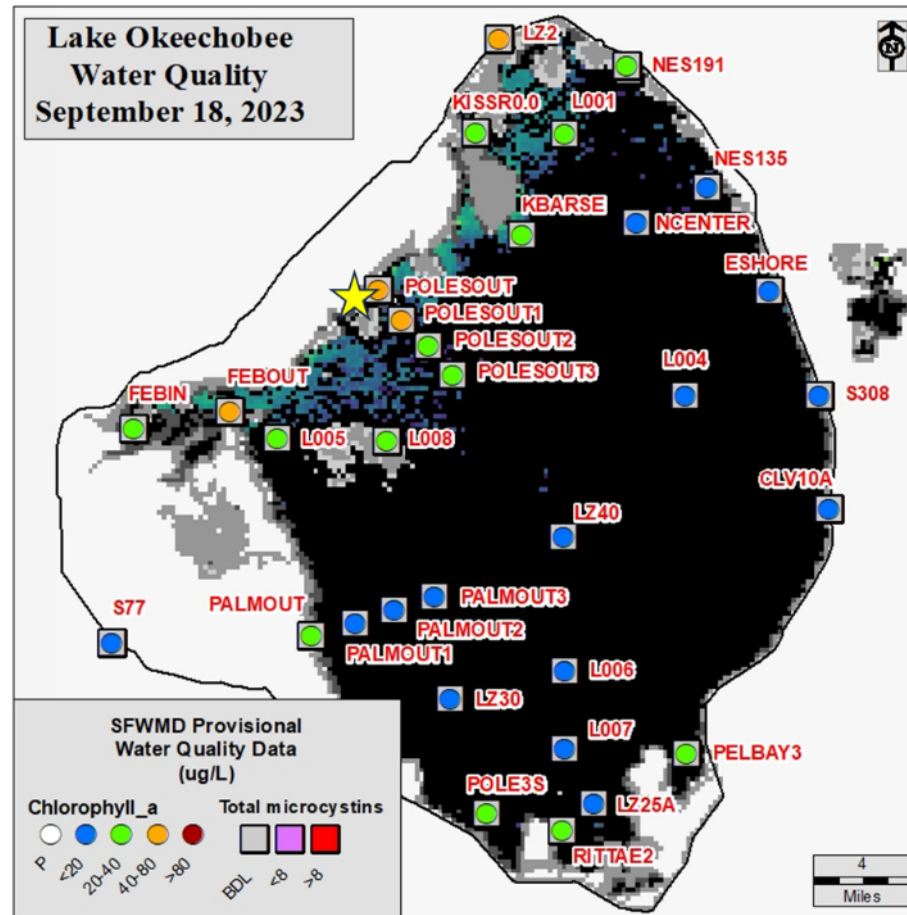 Lake Okeechobee
Water Quality
September 18, 2023
N
LZ2
NES191
KISSR0.0
L001
NES135
KBARSE
NCENTER
ESHORE
POLESOUT
POLESOUT1
POLESOUT2
POLESOUT3
L004
S308
FEBIN
FEBOUT
L005
L008
CLV10A
LZ40
PALMOUT
PALMOUT3
PALMOUT2
PALMOUT1
S77
L006
LZ30
L007
PELBAY3
POLE3S
LZ25A
RITTAE2
SFWMD Provisional
Water Quality Data
(ug/L)
Chlorophyll_a
P
<20
20-40
40-80
>80
Total microcystins
BDL
<8
>8
4
Miles